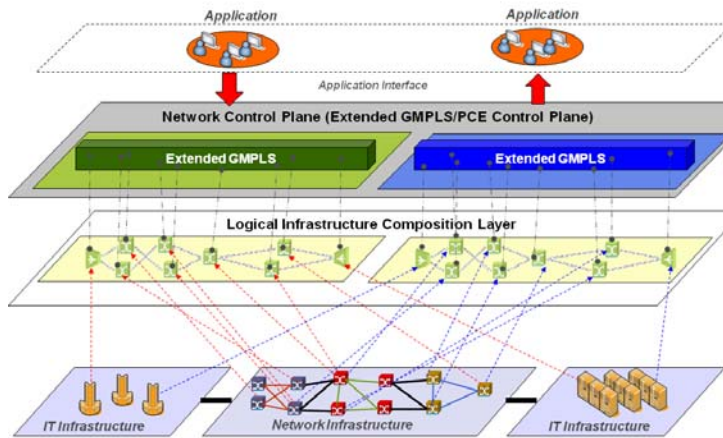 Application
Application
Application Interface
Network Control Plane (Extended GMPLS/PCE Control Plane)
Extended GMPLS
Extended GMPLS
Logical Infrastructure Composition Layer
IT Infrastructure
Network Infrastructure
IT Infrastructure